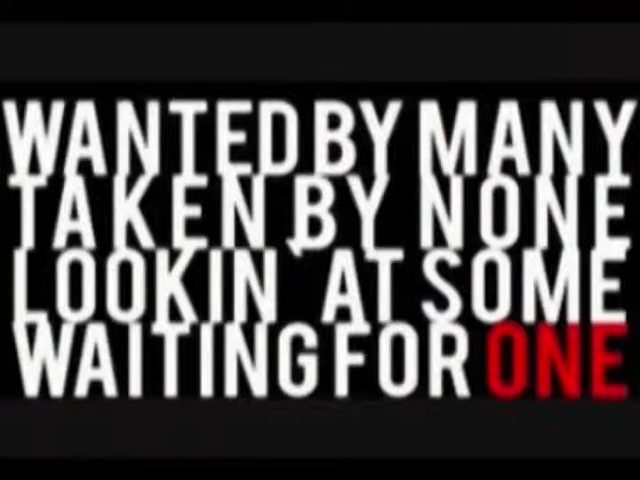 WANTED BY MANY
TAKEN BY NONE
LOOKIN` AT SOME
WAITING FOR ONE